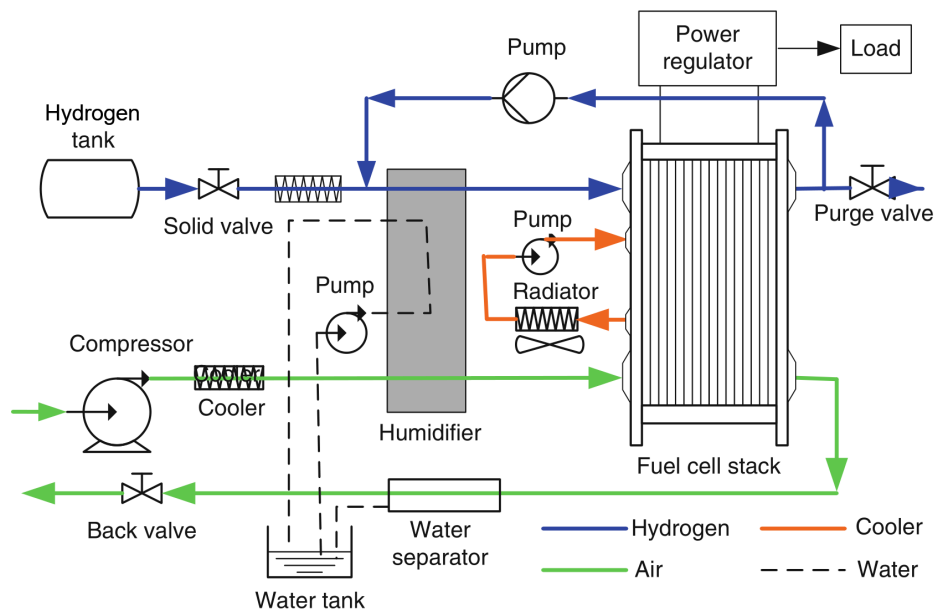 Pump
Power
regulator
Load
Hydrogen
tank
Solid valve
Purge valve
Pump
Radiator
Pump
Compressor
Cooler
Cooler
Humidifier
Fuel cell stack
Back valve
Water
separator
Water tank
Hydrogen
Cooler
Air
Water